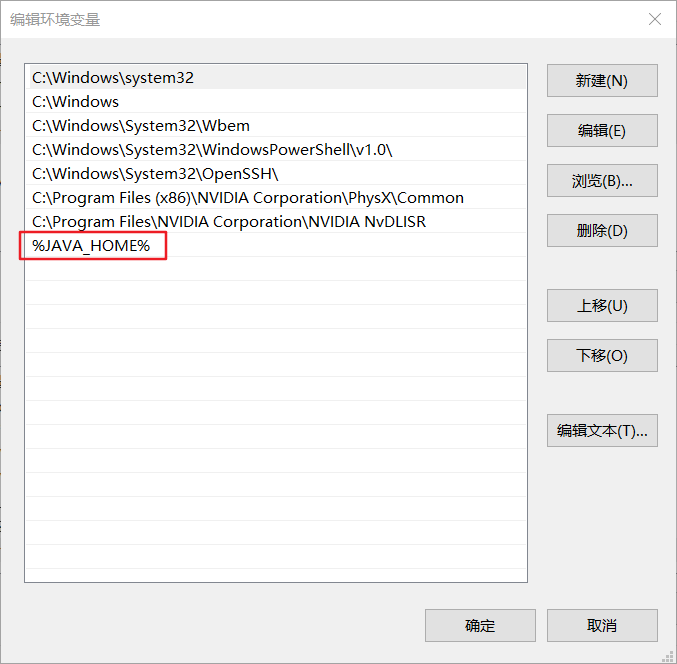 编辑环境变量
C:\Windows\system32
C:\Windows
C:\Windows\System32\Wbem
C:\Windows\System32\WindowsPowerShell\v1.0\
C:\Windows\System32\OpenSSH\
C:\Program Files (x86)\NVIDIA Corporation\PhysX\Common
C:\Program Files\NVIDIA Corporation\NVIDIA NvDLISR
%JAVA_HOME%
新建(N)
编辑(E)
浏览(B)...
删除(D)
上移(U)
下移(O)
编辑文本(T)...
确定
取消